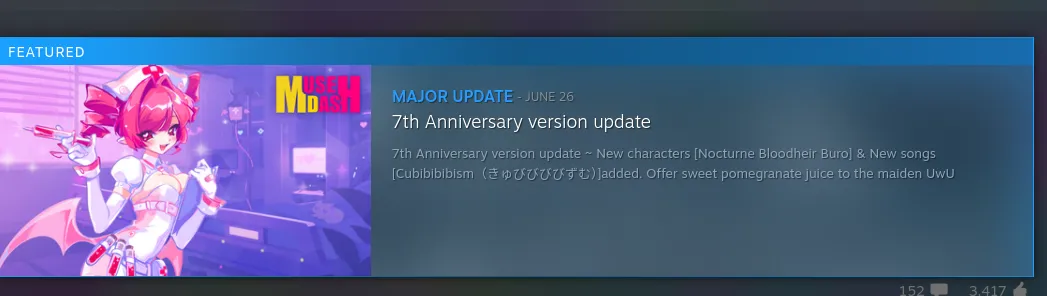 FEATURED
MUSE
DASH
MAJOR UPDATE - JUNE 26
7th Anniversary version update
7th Anniversary version update ~ New characters [Nocturne Bloodheir Buro] & New songs
[Cubibibibism（きゅびびびびずむ)]added. Offer sweet pomegranate juice to the maiden UwU
152 3,417